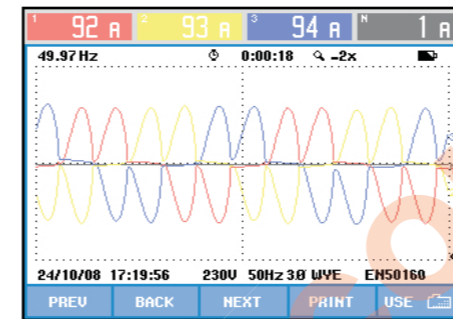 1 92 A 2 93 A 3 94 A N 1 A
49.97 Hz 0:00:18 -2x
24/10/08 17:19:56 230V 50Hz 3Ø WYE EN50160
PREV BACK NEXT PRINT USE